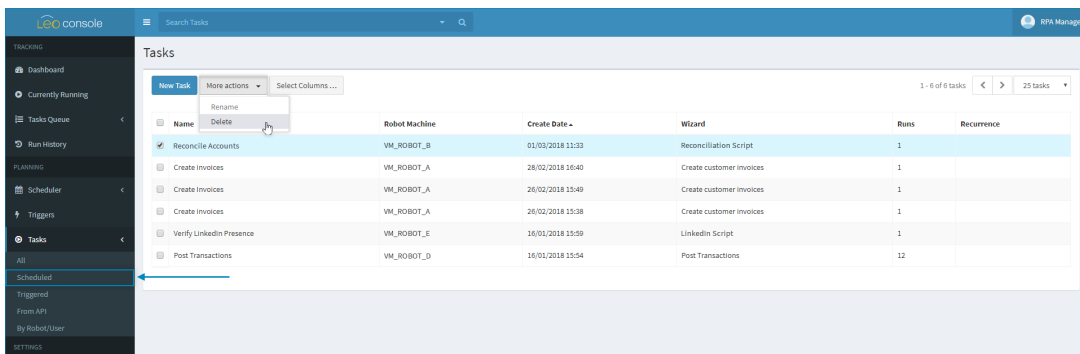 Leo console
Search Tasks
RPA Manage
TRACKING
Dashboard
Currently Running
Tasks Queue
Run History
PLANNING
Scheduler
Triggers
Tasks
All
Scheduled
Triggered
From API
By Robot/User
SETTINGS
Tasks
New Task More actions Select Columns ... 1 - 6 of 6 tasks 25 tasks
Rename
Delete
Name Robot Machine Create Date Wizard Runs Recurrence
Reconcile Accounts VM_ROBOT_B 01/03/2018 11:33 Reconciliation Script 1
Create invoices VM_ROBOT_A 28/02/2018 16:40 Create customer invoices 1
Create invoices VM_ROBOT_A 26/02/2018 15:49 Create customer invoices 1
Create invoices VM_ROBOT_A 26/02/2018 15:38 Create customer invoices 1
Verify LinkedIn Presence VM_ROBOT_E 16/01/2018 15:59 LinkedIn Script 1
Post Transactions VM_ROBOT_D 16/01/2018 15:54 Post Transactions 12